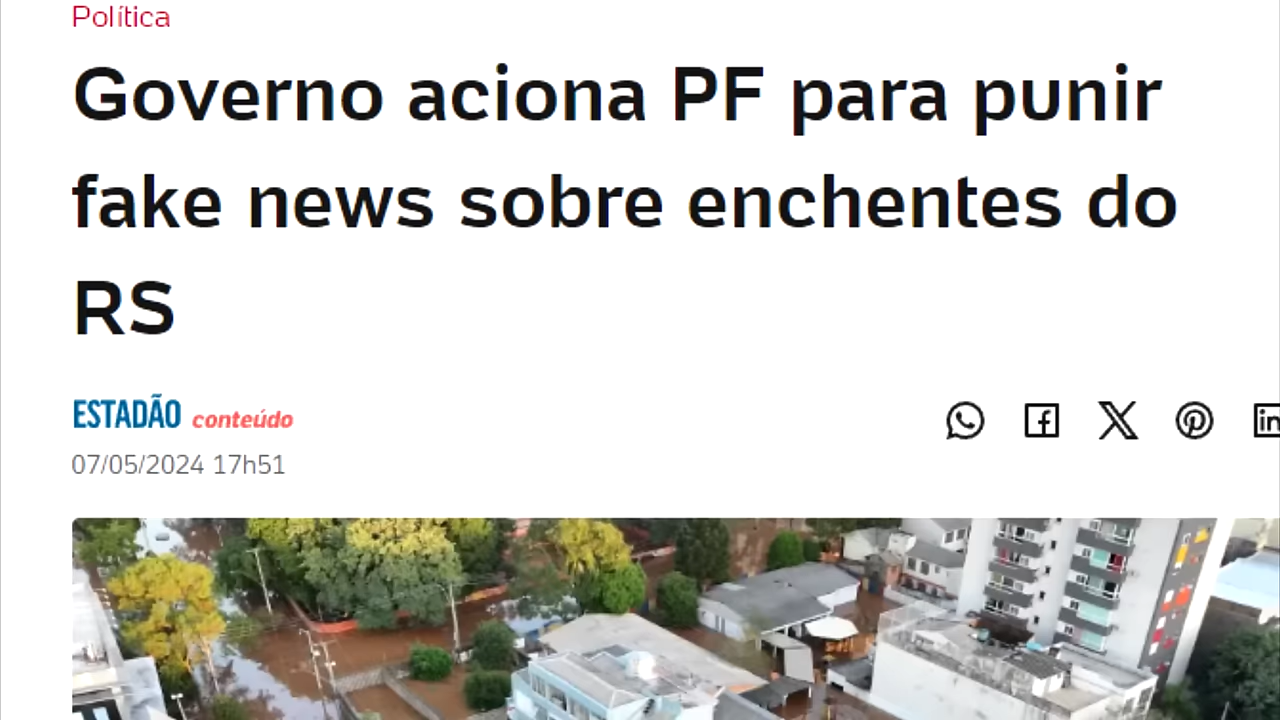 Política
Governo aciona PF para punir
fake news sobre enchentes do
RS
ESTADÃO conteúdo
07/05/2024 17h51